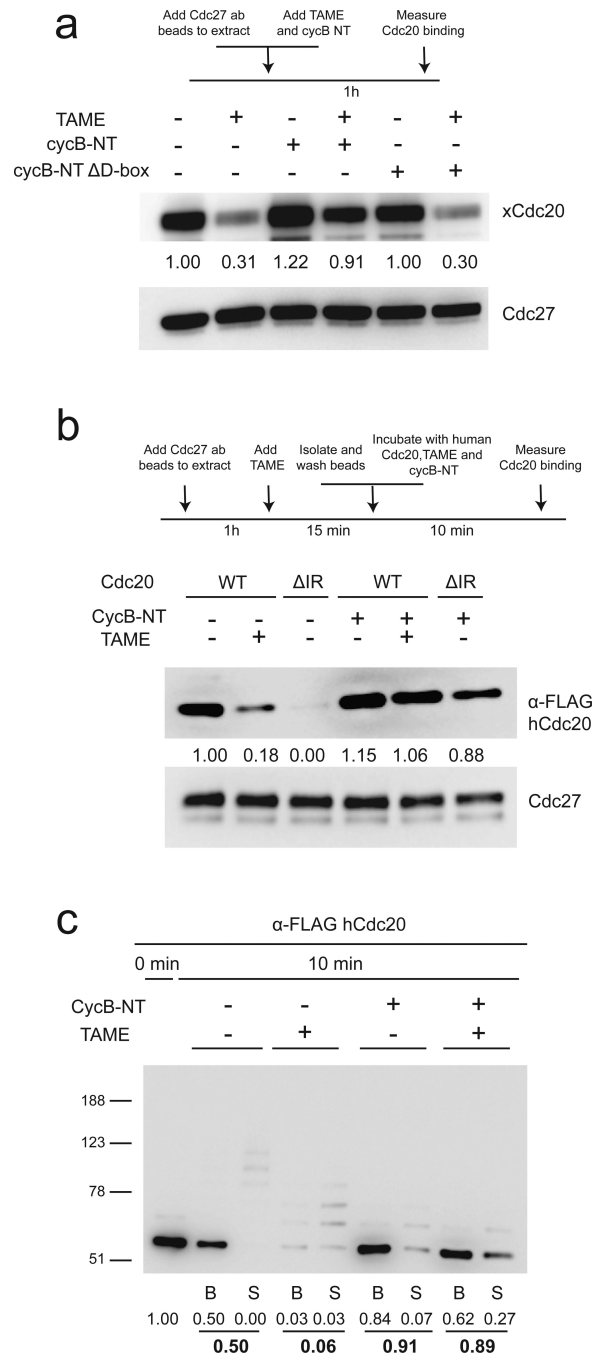 a
Add Cdc27 ab
beads to extract
Add TAME
and cycB NT
Measure
Cdc20 binding
1h
TAME - + - + - +
cycB-NT - - + + - -
cycB-NT ΔD-box - - - - + +
xCdc20
1.00 0.31 1.22 0.91 1.00 0.30
Cdc27
b
Add Cdc27 ab
beads to extract
Add
TAME
Isolate and
wash beads
Incubate with human
Cdc20,TAME and
cycB-NT
Measure
Cdc20 binding
1h 15 min 10 min
Cdc20 WT ΔIR WT ΔIR
CycB-NT - - - + + +
TAME - + - - + -
α-FLAG
hCdc20
1.00 0.18 0.00 1.15 1.06 0.88
Cdc27
c
α-FLAG hCdc20
0 min 10 min
CycB-NT - - + +
TAME - + - +
188
123
78
51
B S B S B S B S
1.00 0.50 0.00 0.03 0.03 0.84 0.07 0.62 0.27
0.50 0.06 0.91 0.89